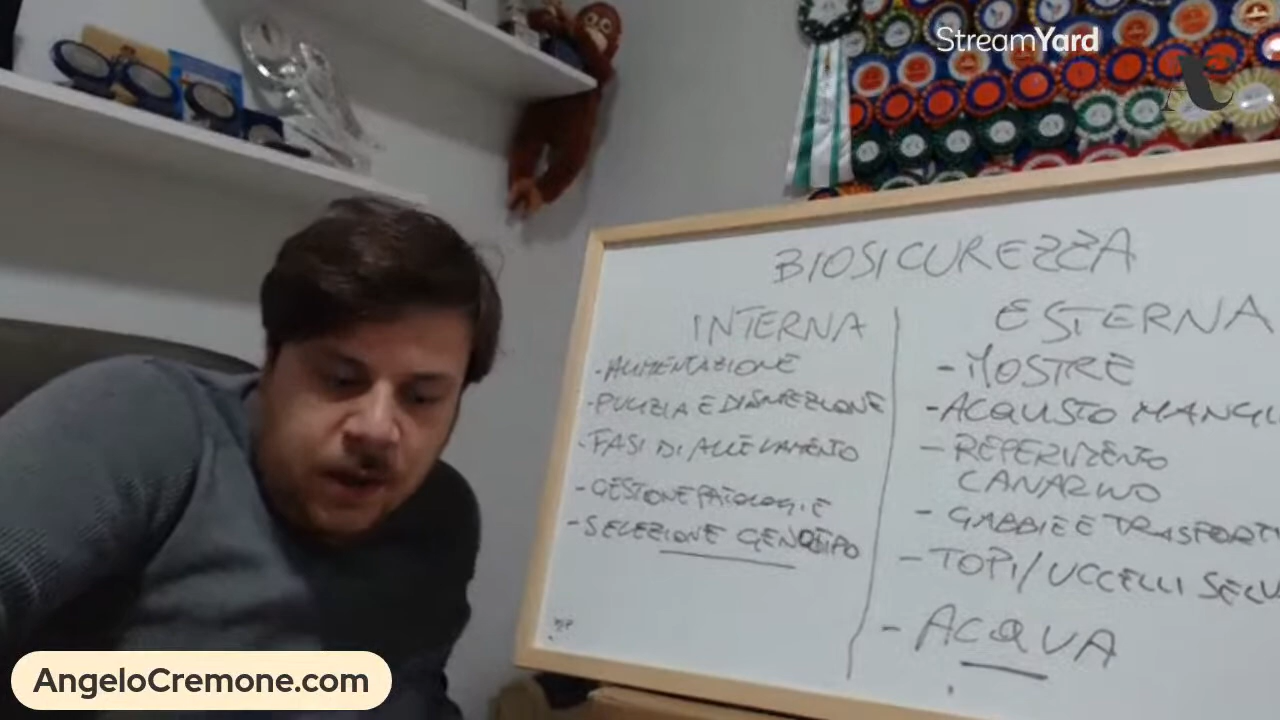 StreamYard
BIOSICUREZZA
INTERNA
- ALIMENTAZIONE
- PULIZIA E DISINFEZIONE
- FASI DI ALLEVAMENTO
- GESTIONE PATOLOGIE
- SELEZIONE GENOTIPO
ESTERNA
- MOSTRE
- ACQUISTO MANGI
- REPERIMENTO
CANARINO
- GABBIE E TRASPORTI
- TOPI/UCCELLI SELV
- ACQUA
AngeloCremone.com